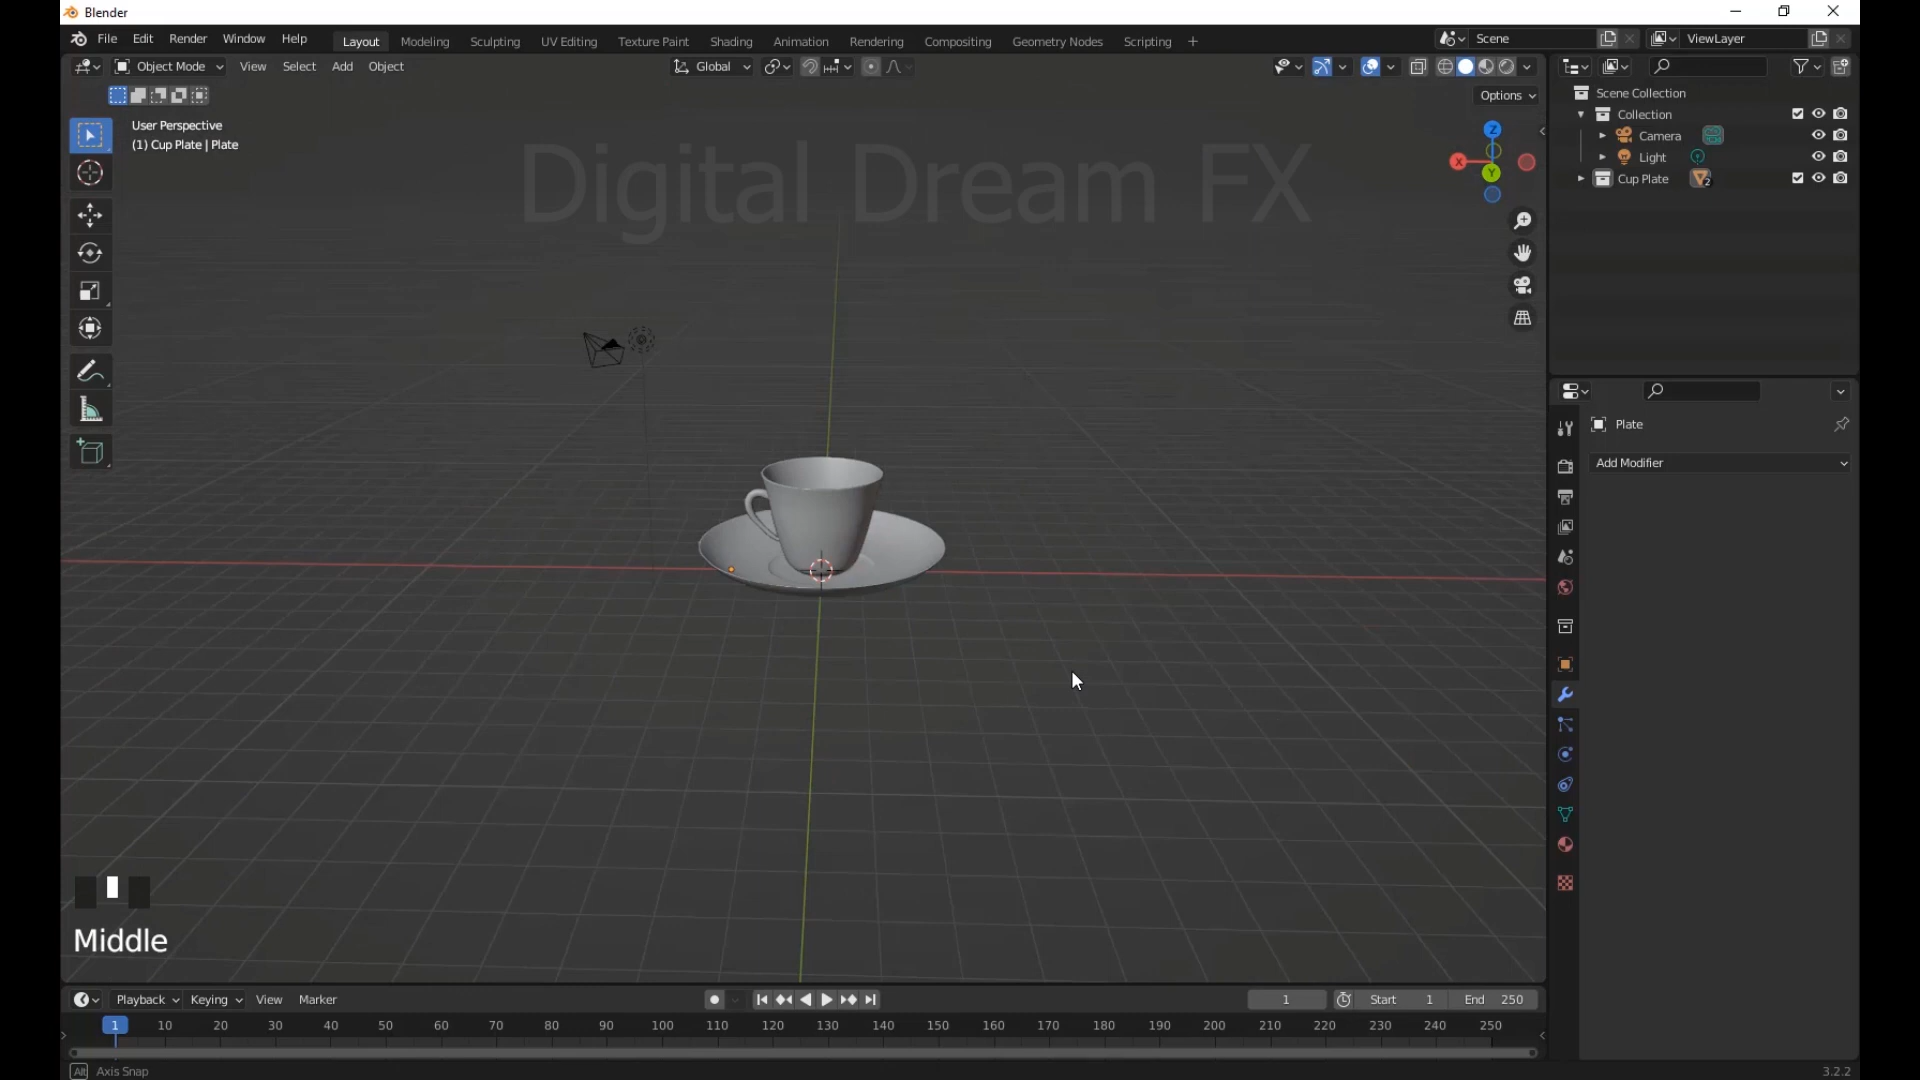 Blender
File Edit Render Window Help Layout Modeling Sculpting UV Editing Texture Paint Shading Animation Rendering Compositing Geometry Nodes Scripting + Scene ViewLayer
Object Mode View Select Add Object Global
Options
User Perspective
(1) Cup Plate | Plate
Digital Dream FX
Z
X
Y
Scene Collection
Collection
Camera
Light
Cup Plate 2
Plate
Add Modifier
Middle
Playback Keying View Marker 1 Start 1 End 250
1 10 20 30 40 50 60 70 80 90 100 110 120 130 140 150 160 170 180 190 200 210 220 230 240 250
Alt Axis Snap 3.2.2